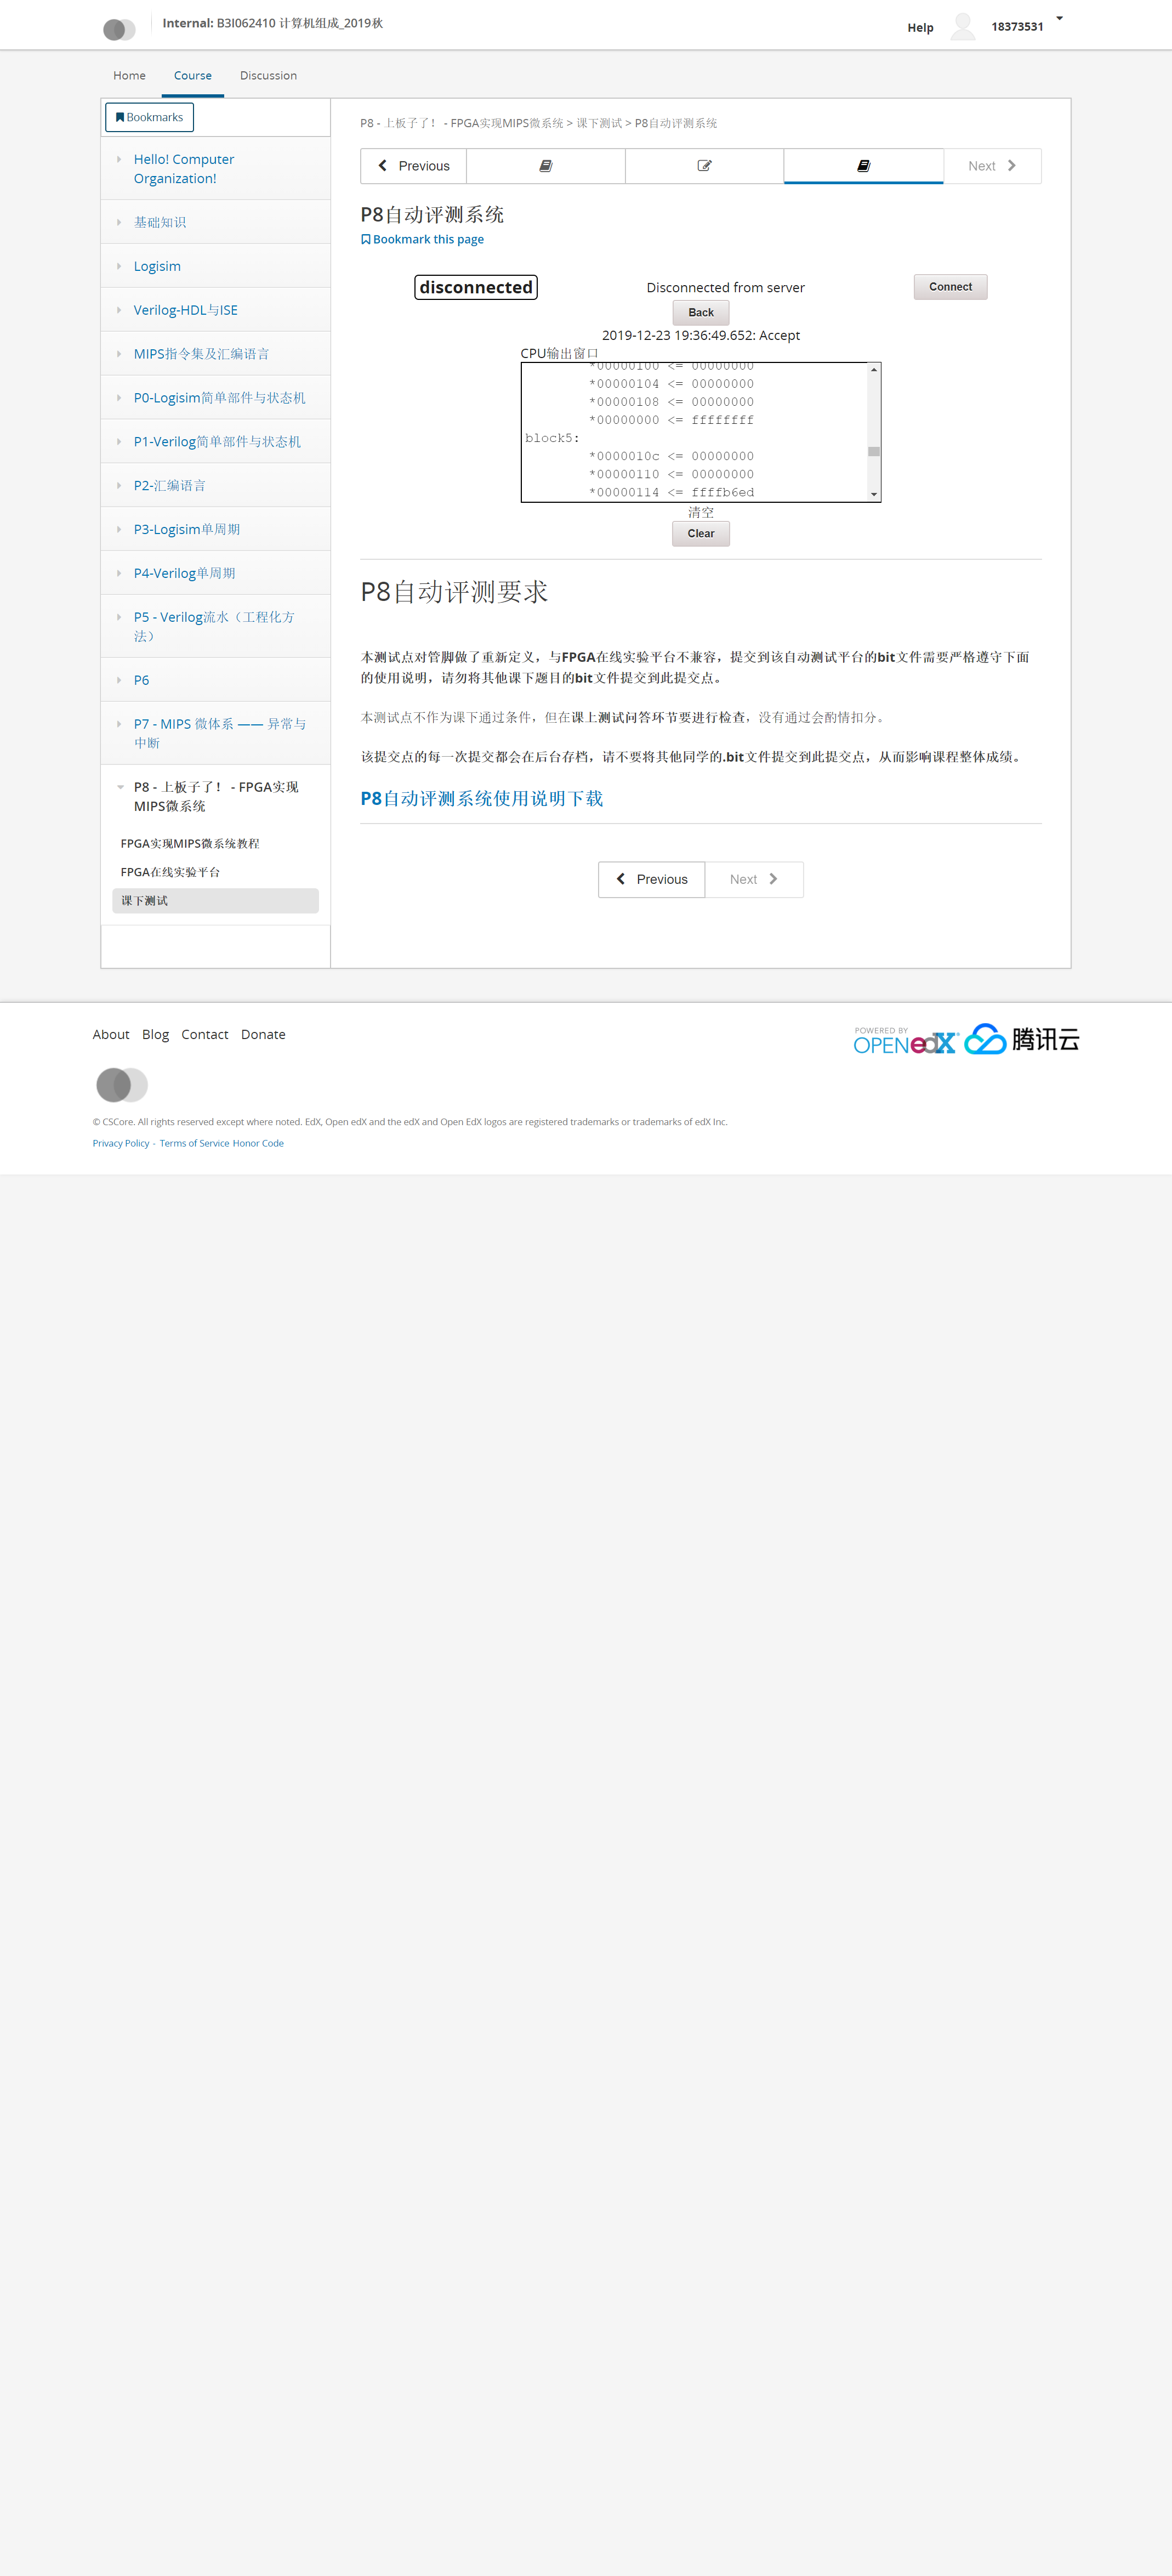 Internal: B3I062410 计算机组成_2019秋
Help
18373531
Home
Course
Discussion
Bookmarks
Hello! Computer
Organization!
基础知识
Logisim
Verilog-HDL与ISE
MIPS指令集及汇编语言
P0-Logisim简单部件与状态机
P1-Verilog简单部件与状态机
P2-汇编语言
P3-Logisim单周期
P4-Verilog单周期
P5 - Verilog流水（工程化方
法）
P6
P7 - MIPS 微体系 —— 异常与
中断
P8 - 上板子了！ - FPGA实现
MIPS微系统
FPGA实现MIPS微系统教程
FPGA在线实验平台
课下测试
P8 - 上板子了！ - FPGA实现MIPS微系统 > 课下测试 > P8自动评测系统
Previous
Next
P8自动评测系统
Bookmark this page
disconnected
Disconnected from server
Connect
Back
2019-12-23 19:36:49.652: Accept
CPU输出窗口
*00000100 <= 00000000
*00000104 <= 00000000
*00000108 <= 00000000
*00000000 <= ffffffff
block5:
*0000010c <= 00000000
*00000110 <= 00000000
*00000114 <= ffffb6ed
清空
Clear
P8自动评测要求
本测试点对管脚做了重新定义，与FPGA在线实验平台不兼容，提交到该自动测试平台的bit文件需要严格遵守下面
的使用说明，请勿将其他课下题目的bit文件提交到此提交点。
本测试点不作为课下通过条件，但在课上测试问答环节要进行检查，没有通过会酌情扣分。
该提交点的每一次提交都会在后台存档，请不要将其他同学的.bit文件提交到此提交点，从而影响课程整体成绩。
P8自动评测系统使用说明下载
Previous
Next
About Blog Contact Donate
POWERED BY
OPEN edX
腾讯云
© CSCore. All rights reserved except where noted. EdX, Open edX and the edX and Open EdX logos are registered trademarks or trademarks of edX Inc.
Privacy Policy - Terms of Service Honor Code